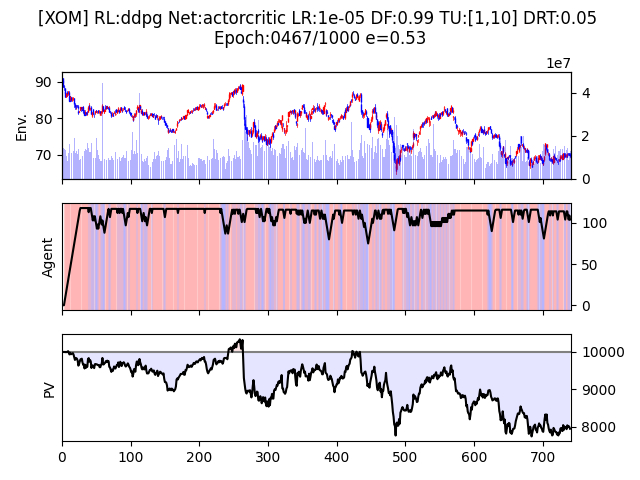 [XOM] RL:ddpg Net:actorcritic LR:1e-05 DF:0.99 TU:[1,10] DRT:0.05
Epoch:0467/1000 e=0.53
1e7
90
80
70
Env.
4
2
0
Agent
100
50
0
PV
10000
9000
8000
0 100 200 300 400 500 600 700